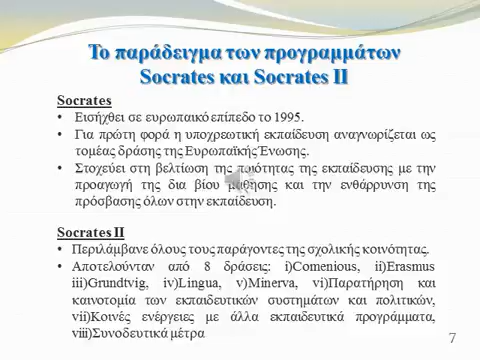 Το παράδειγμα των προγραμμάτων
Socrates και Socrates II
Socrates
• Εισήχθει σε ευρωπαικό επίπεδο το 1995.
• Για πρώτη φορά η υποχρεωτική εκπαίδευση αναγνωρίζεται ως
τομέας δράσης της Ευρωπαϊκής Ένωσης.
• Στοχεύει στη βελτίωση της ποιότητας της εκπαίδευσης με την
προαγωγή της δια βίου μάθησης και την ενθάρρυνση της
πρόσβασης όλων στην εκπαίδευση.
Socrates II
• Περιλάμβανε όλους τους παράγοντες της σχολικής κοινότητας.
• Αποτελούνταν από 8 δράσεις: i)Comenious, ii)Erasmus
iii)Grundtvig, iv)Lingua, v)Minerva, vi)Παρατήρηση και
καινοτομία των εκπαιδευτικών συστημάτων και πολιτικών,
vii)Κοινές ενέργειες με άλλα εκπαιδευτικά προγράμματα,
viii)Συνοδευτικά μέτρα
7